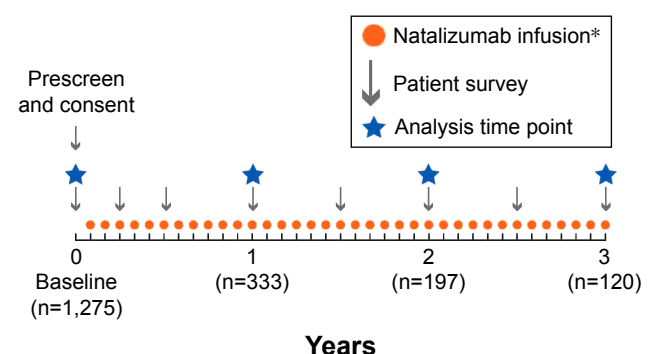 Natalizumab infusion*
Patient survey
Analysis time point
Prescreen
and consent
0
1
2
3
Baseline
(n=333)
(n=197)
(n=120)
(n=1,275)
Years